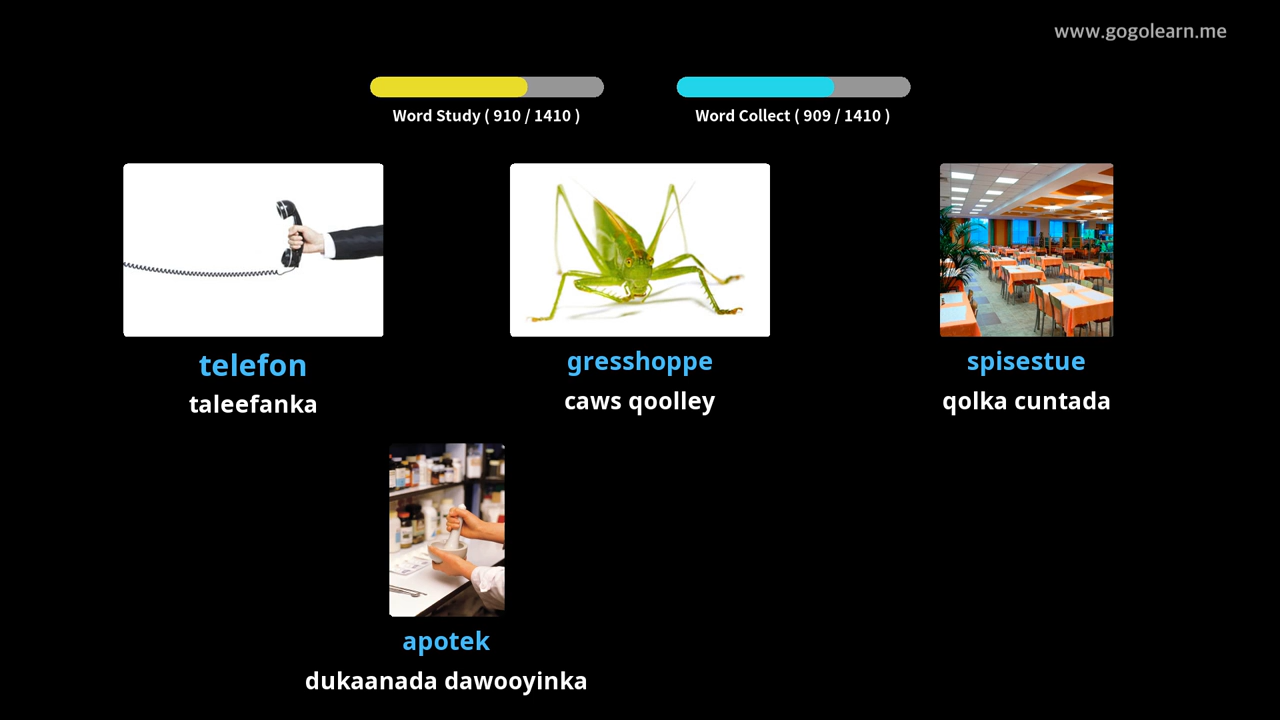 www.gogolearn.me
Word Study ( 910 / 1410 )
Word Collect ( 909 / 1410 )
telefon
taleefanka
gresshoppe
caws qoolley
spisestue
qolka cuntada
apotek
dukaanada dawooyinka